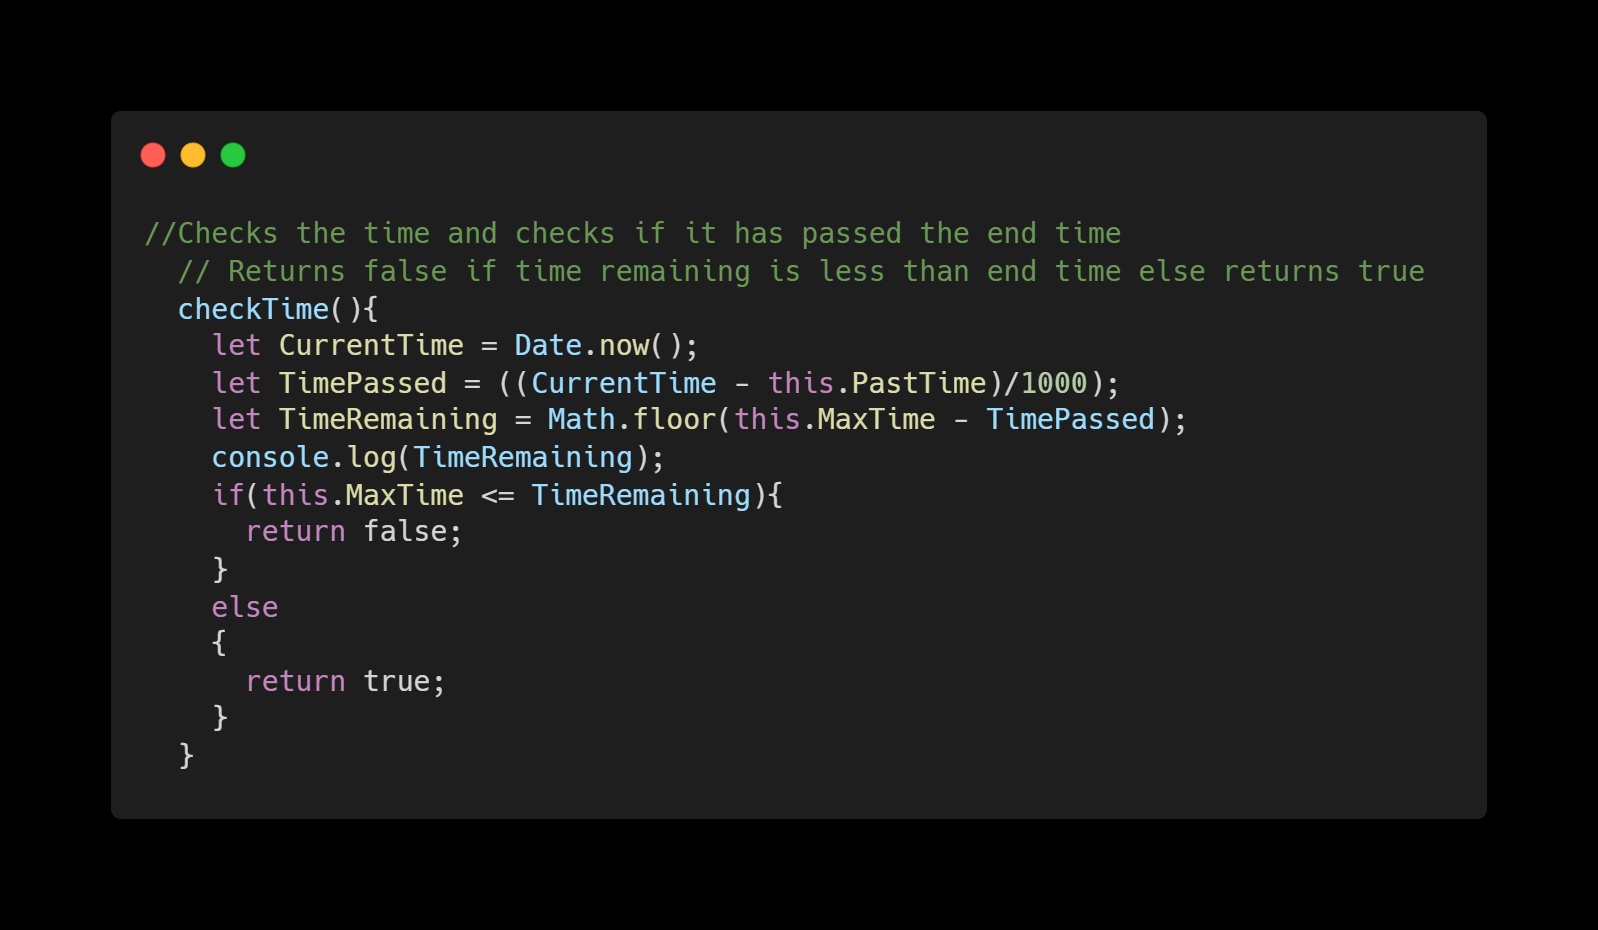 //Checks the time and checks if it has passed the end time
  // Returns false if time remaining is less than end time else returns true
  checkTime(){
    let CurrentTime = Date.now();
    let TimePassed = ((CurrentTime - this.PastTime)/1000);
    let TimeRemaining = Math.floor(this.MaxTime - TimePassed);
    console.log(TimeRemaining);
    if(this.MaxTime <= TimeRemaining){
      return false;
    }
    else
    {
      return true;
    }
  }